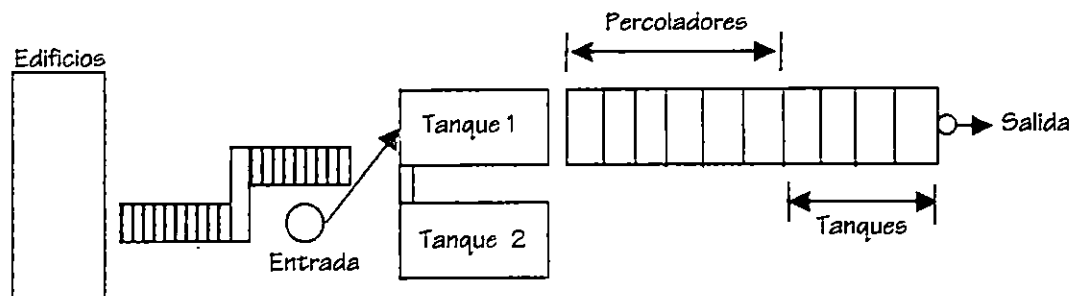 Percoladores
Edificios
Tanque 1
Salida
Tanque 2
Tanques
Entrada